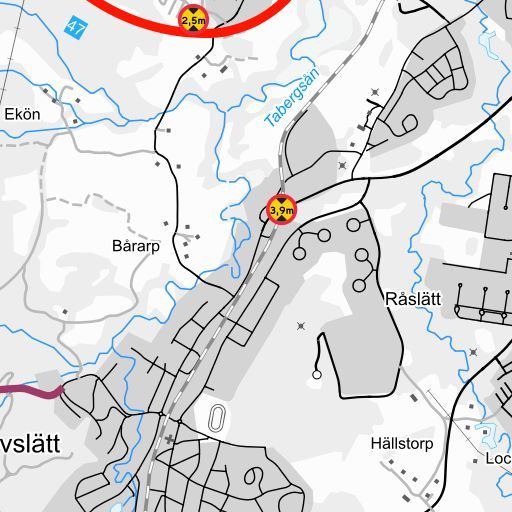 2,5m
47
Tabergsån
Ekön
3,9m
Bårarp
Råslätt
vslätt
Hällstorp
Loc